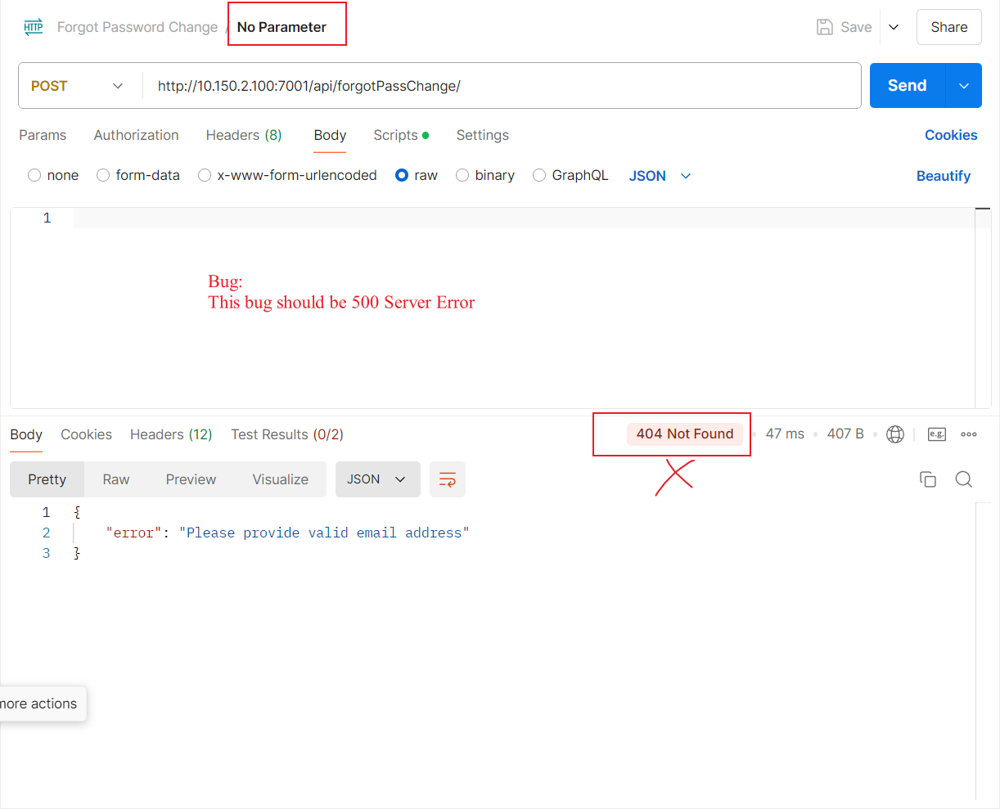 HTTP Forgot Password Change / No Parameter Save Share
POST http://10.150.2.100:7001/api/forgotPassChange/ Send
Params Authorization Headers (8) Body Scripts Settings Cookies
none form-data x-www-form-urlencoded raw binary GraphQL JSON Beautify
1
Bug:
This bug should be 500 Server Error
Body Cookies Headers (12) Test Results (0/2) 404 Not Found 47 ms 407 B e.g.
Pretty Raw Preview Visualize JSON
1 {
2 "error": "Please provide valid email address"
3 }
more actions